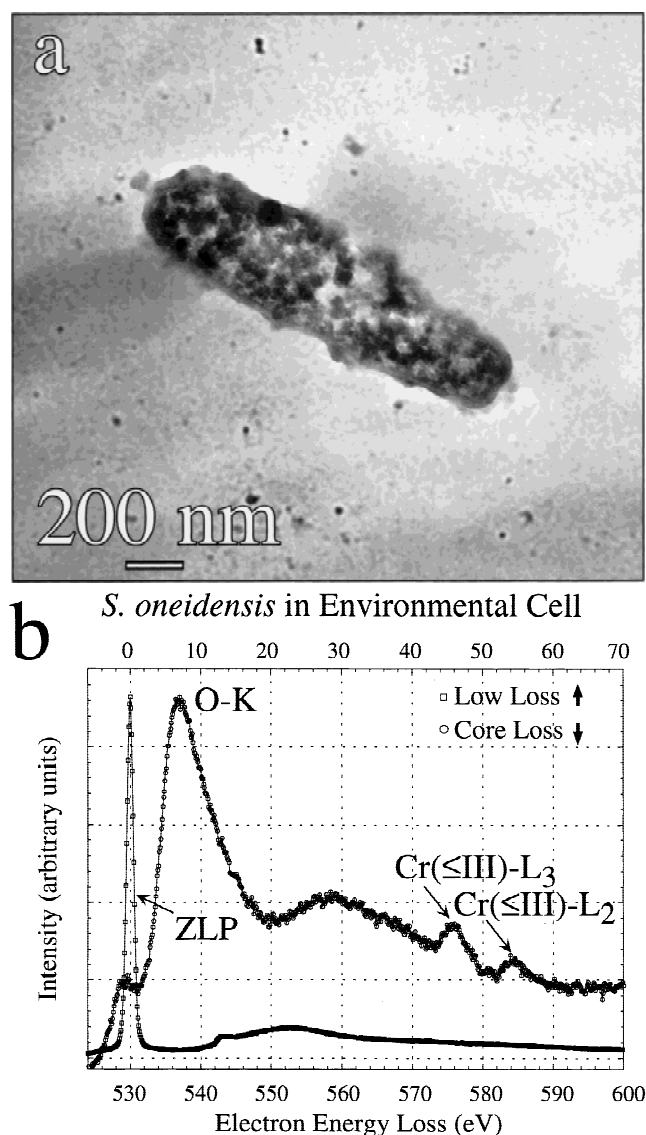 a
200 nm
b
S. oneidensis in Environmental Cell
0 10 20 30 40 50 60 70
O-K
□ Low Loss ⬆
○ Core Loss ⬇
Cr(≤III)-L3
Cr(≤III)-L2
ZLP
Intensity (arbitrary units)
530 540 550 560 570 580 590 600
Electron Energy Loss (eV)